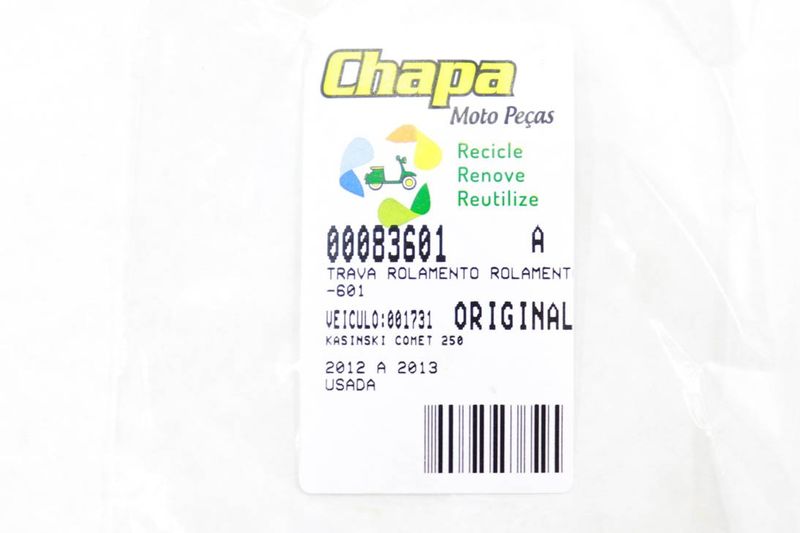 Chapa
Moto Peças
Recicle
Renove
Reutilize
00083601 A
TRAVA ROLAMENTO ROLAMENT
-601
VEICULO:001731 ORIGINAL
KASINSKI COMET 250
2012 A 2013
USADA